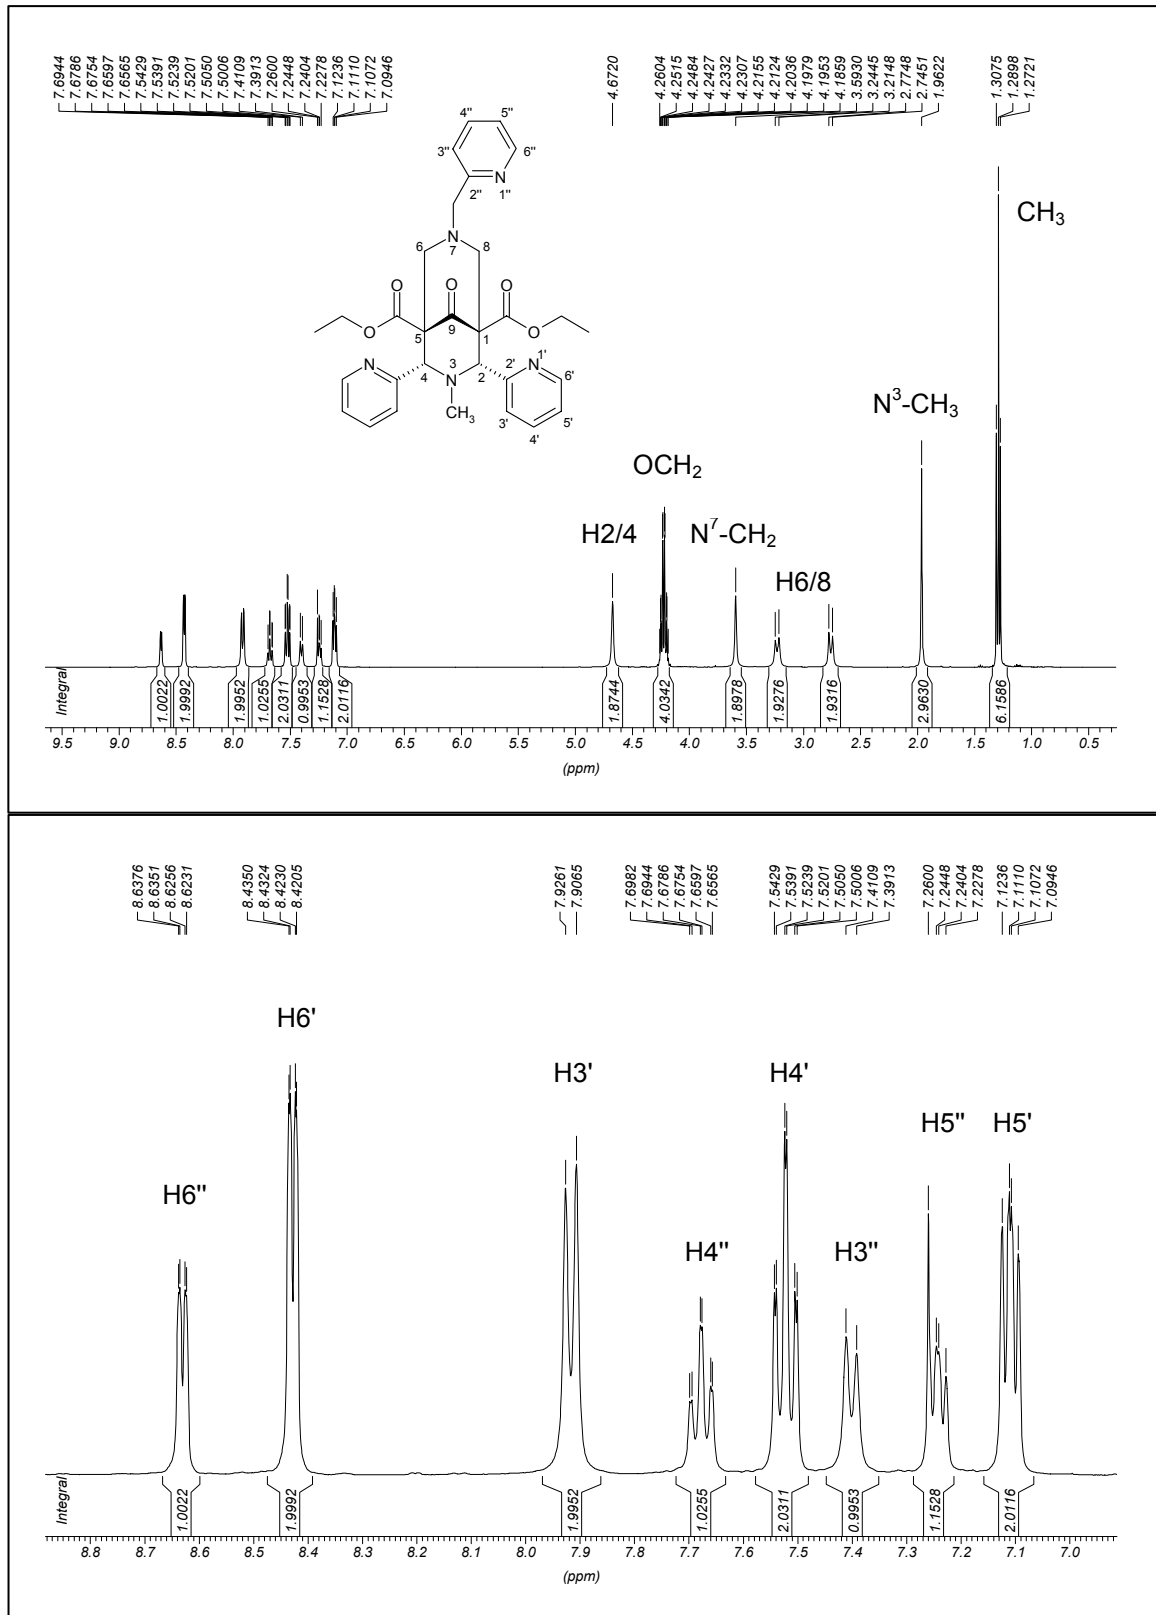 7.6944 7.6786 7.6754 7.6597 7.6565 7.5429 7.5391 7.5239 7.5201 7.5050 7.5006 7.4109 7.3913 7.2600 7.2448 7.2404 7.2278 7.1236 7.1110 7.1072 7.0946 4.6720 4.2604 4.2515 4.2484 4.2427 4.2332 4.2307 4.2155 4.2124 4.2036 4.1979 4.1953 4.1859 3.5930 3.2445 3.2148 2.7748 2.7451 1.9622 1.3075 1.2898 1.2721
4'' 5''
3'' 6''
2'' N
1''
CH3
N
6 7 8
O O O
O 9 O
5 1
N 3 2' N 1'
4 N 2 6'
CH3 3' 5'
4'
N3-CH3
OCH2
H2/4 N7-CH2
H6/8
Integral
1.0022 1.9992 1.9952 1.0255 2.0311 0.9953 1.1528 2.0116 1.8744 4.0342 1.8978 1.9276 1.9316 2.9630 6.1586
9.5 9.0 8.5 8.0 7.5 7.0 6.5 6.0 5.5 5.0 4.5 4.0 3.5 3.0 2.5 2.0 1.5 1.0 0.5
(ppm)
8.6376 8.6351 8.6256 8.6231 8.4350 8.4324 8.4230 8.4205 7.9261 7.9065 7.6982 7.6944 7.6786 7.6754 7.6597 7.6565 7.5429 7.5391 7.5239 7.5201 7.5050 7.5006 7.4109 7.3913 7.2600 7.2448 7.2404 7.2278 7.1236 7.1110 7.1072 7.0946
H6'
H3' H4'
H5'' H5'
H6''
H4'' H3''
Integral
1.0022 1.9992 1.9952 1.0255 2.0311 0.9953 1.1528 2.0116
8.8 8.7 8.6 8.5 8.4 8.3 8.2 8.1 8.0 7.9 7.8 7.7 7.6 7.5 7.4 7.3 7.2 7.1 7.0
(ppm)